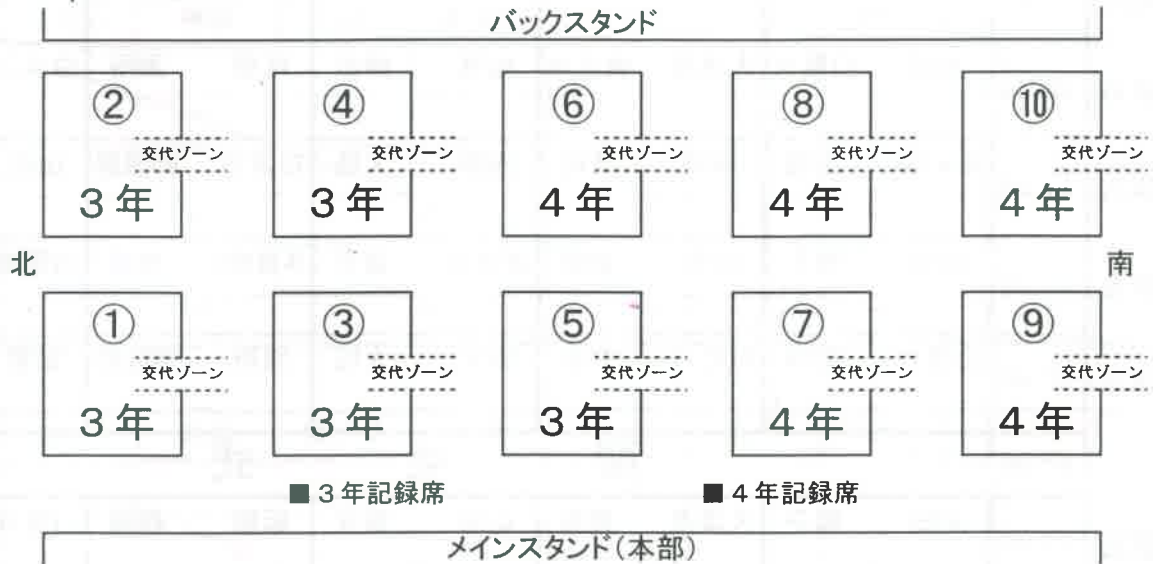 バックスタンド
② ④ ⑥ ⑧ ⑩
交代ゾーン 交代ゾーン 交代ゾーン 交代ゾーン 交代ゾーン
3年 3年 4年 4年 4年
北 南
① ③ ⑤ ⑦ ⑨
交代ゾーン 交代ゾーン 交代ゾーン 交代ゾーン 交代ゾーン
3年 3年 3年 4年 4年
■3年記録席 ■4年記録席
メインスタンド(本部)